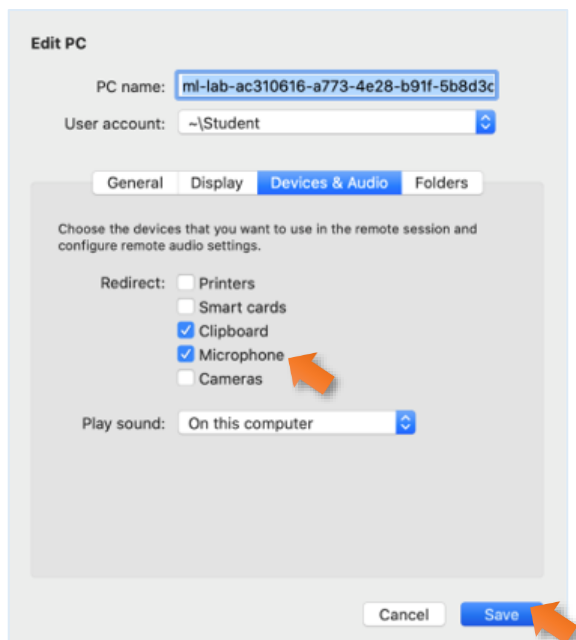 Edit PC
PC name: ml-lab-ac310616-a773-4e28-b91f-5b8d3c
User account: ~\Student
General Display Devices & Audio Folders
Choose the devices that you want to use in the remote session and
configure remote audio settings.
Redirect: Printers
Smart cards
Clipboard
Microphone
Cameras
Play sound: On this computer
Cancel Save